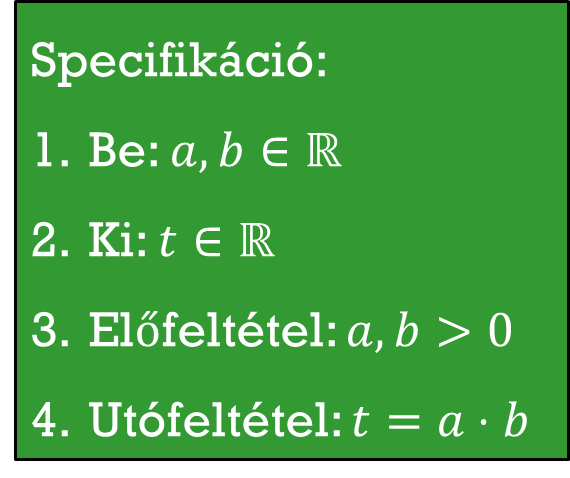 Specifikáció:
1. Be: a, b ∈ ℝ
2. Ki: t ∈ ℝ
3. Előfeltétel: a, b > 0
4. Utófeltétel: t = a · b